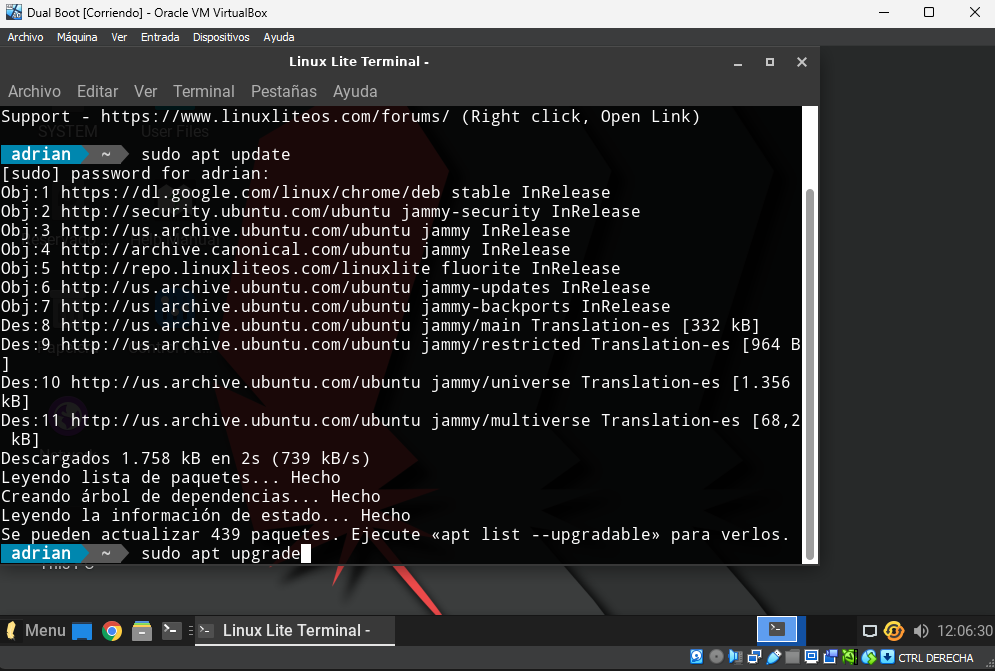 Dual Boot [Corriendo] - Oracle VM VirtualBox
Archivo Máquina Ver Entrada Dispositivos Ayuda
Linux Lite Terminal -
Archivo Editar Ver Terminal Pestañas Ayuda
Support - https://www.linuxliteos.com/forums/ (Right click, Open Link)
SYSTEM User Files
adrian ~ sudo apt update
[sudo] password for adrian:
Obj:1 https://dl.google.com/linux/chrome/deb stable InRelease
Obj:2 http://security.ubuntu.com/ubuntu jammy-security InRelease
Obj:3 http://us.archive.ubuntu.com/ubuntu jammy InRelease
Obj:4 http://archive.canonical.com/ubuntu jammy InRelease
Obj:5 http://repo.linuxliteos.com/linuxlite fluorite InRelease
Obj:6 http://us.archive.ubuntu.com/ubuntu jammy-updates InRelease
Obj:7 http://us.archive.ubuntu.com/ubuntu jammy-backports InRelease
Des:8 http://us.archive.ubuntu.com/ubuntu jammy/main Translation-es [332 kB]
Des:9 http://us.archive.ubuntu.com/ubuntu jammy/restricted Translation-es [964 B
]
Des:10 http://us.archive.ubuntu.com/ubuntu jammy/universe Translation-es [1.356
kB]
Des:11 http://us.archive.ubuntu.com/ubuntu jammy/multiverse Translation-es [68,2
kB]
Descargados 1.758 kB en 2s (739 kB/s)
Leyendo lista de paquetes... Hecho
Creando árbol de dependencias... Hecho
Leyendo la información de estado... Hecho
Se pueden actualizar 439 paquetes. Ejecute «apt list --upgradable» para verlos.
adrian ~ sudo apt upgrade
This PC
Menu Linux Lite Terminal - 12:06:30
CTRL DERECHA